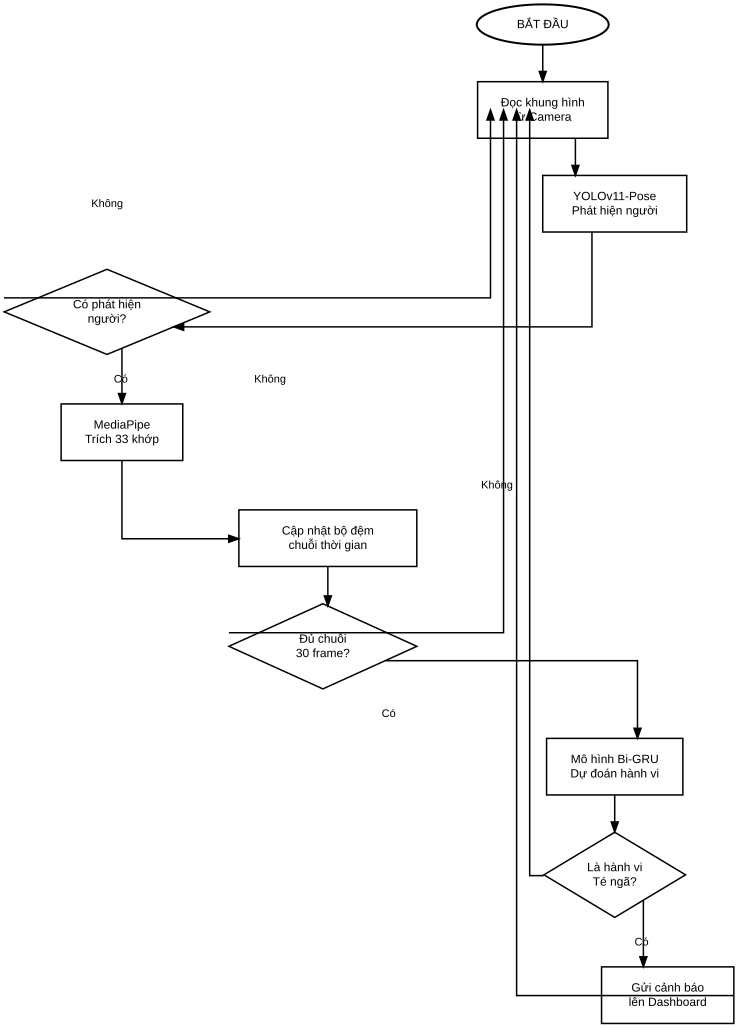 BẮT ĐẦU
Đọc khung hình
từ Camera
YOLOv11-Pose
Phát hiện người
Không
Có phát hiện
người?
Có
Không
MediaPipe
Trích 33 khớp
Không
Cập nhật bộ đệm
chuỗi thời gian
Đủ chuỗi
30 frame?
Có
Mô hình Bi-GRU
Dự đoán hành vi
Là hành vi
Té ngã?
Có
Gửi cảnh báo
lên Dashboard